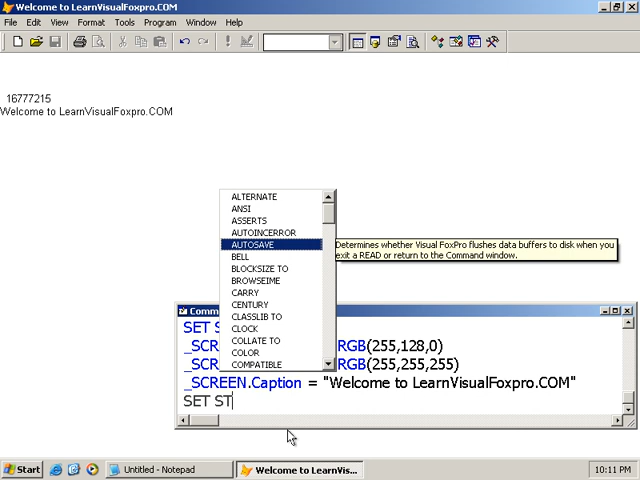 Welcome to LearnVisualFoxpro.COM
File Edit View Format Tools Program Window Help
16777215
Welcome to LearnVisualFoxpro.COM
ALTERNATE
ANSI
ASSERTS
AUTOINCERROR
AUTOSAVE
BELL
BLOCKSIZE TO
BROWSEIME
CARRY
CENTURY
CLASSLIB TO
CLOCK
COLLATE TO
COLOR
COMPATIBLE
Determines whether Visual FoxPro flushes data buffers to disk when you
exit a READ or return to the Command window.
Comm
SET S
_SCREEN. RGB(255,128,0)
_SCREEN. RGB(255,255,255)
_SCREEN.Caption = "Welcome to LearnVisualFoxpro.COM"
SET ST
Start Untitled - Notepad Welcome to LearnVis... 10:11 PM